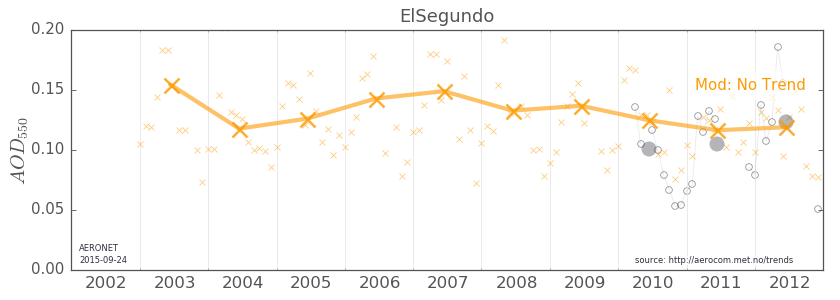 ElSegundo
0.20
0.15
0.10
0.05
0.00
AOD550
Mod: No Trend
AERONET
2015-09-24
source: http://aerocom.met.no/trends
2002 2003 2004 2005 2006 2007 2008 2009 2010 2011 2012